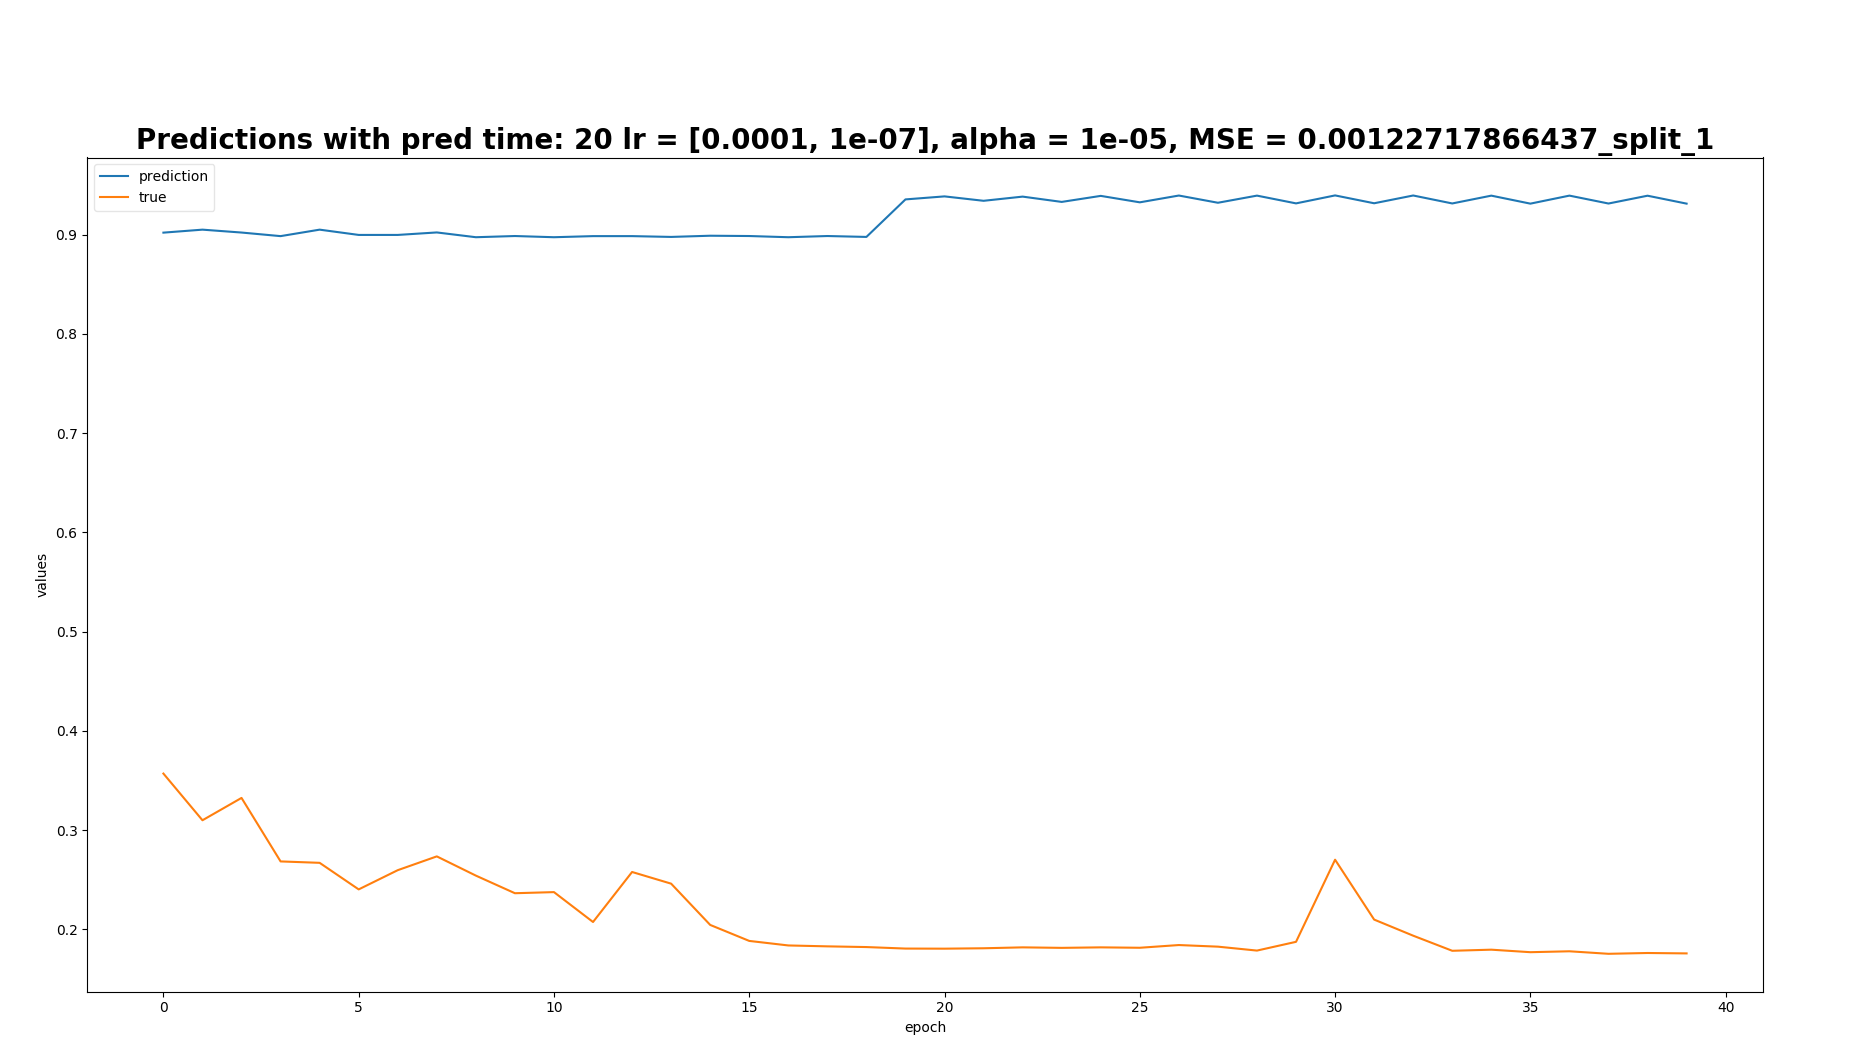 Predictions with pred time: 20 lr = [0.0001, 1e-07], alpha = 1e-05, MSE = 0.00122717866437_split_1
prediction
true
0.9
0.8
0.7
0.6
0.5
0.4
0.3
0.2
values
0 5 10 15 20 25 30 35 40
epoch